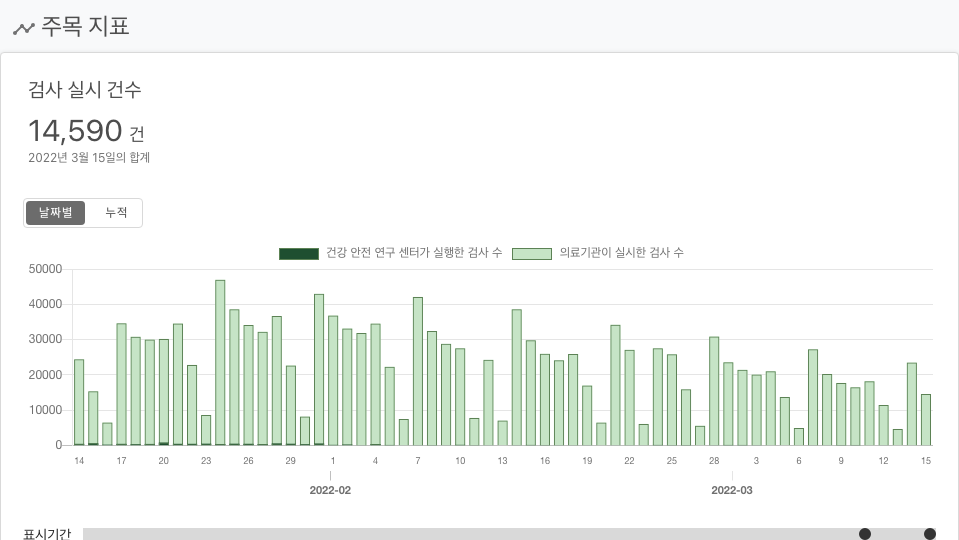 주목 지표
검사 실시 건수
14,590 건
2022년 3월 15일의 합계
날짜별 누적
건강 안전 연구 센터가 실행한 검사 수 의료기관이 실시한 검사 수
50000
40000
30000
20000
10000
0
14 17 20 23 26 29 1 4 7 10 13 16 19 22 25 28 3 6 9 12 15
2022-02 2022-03
표시기간